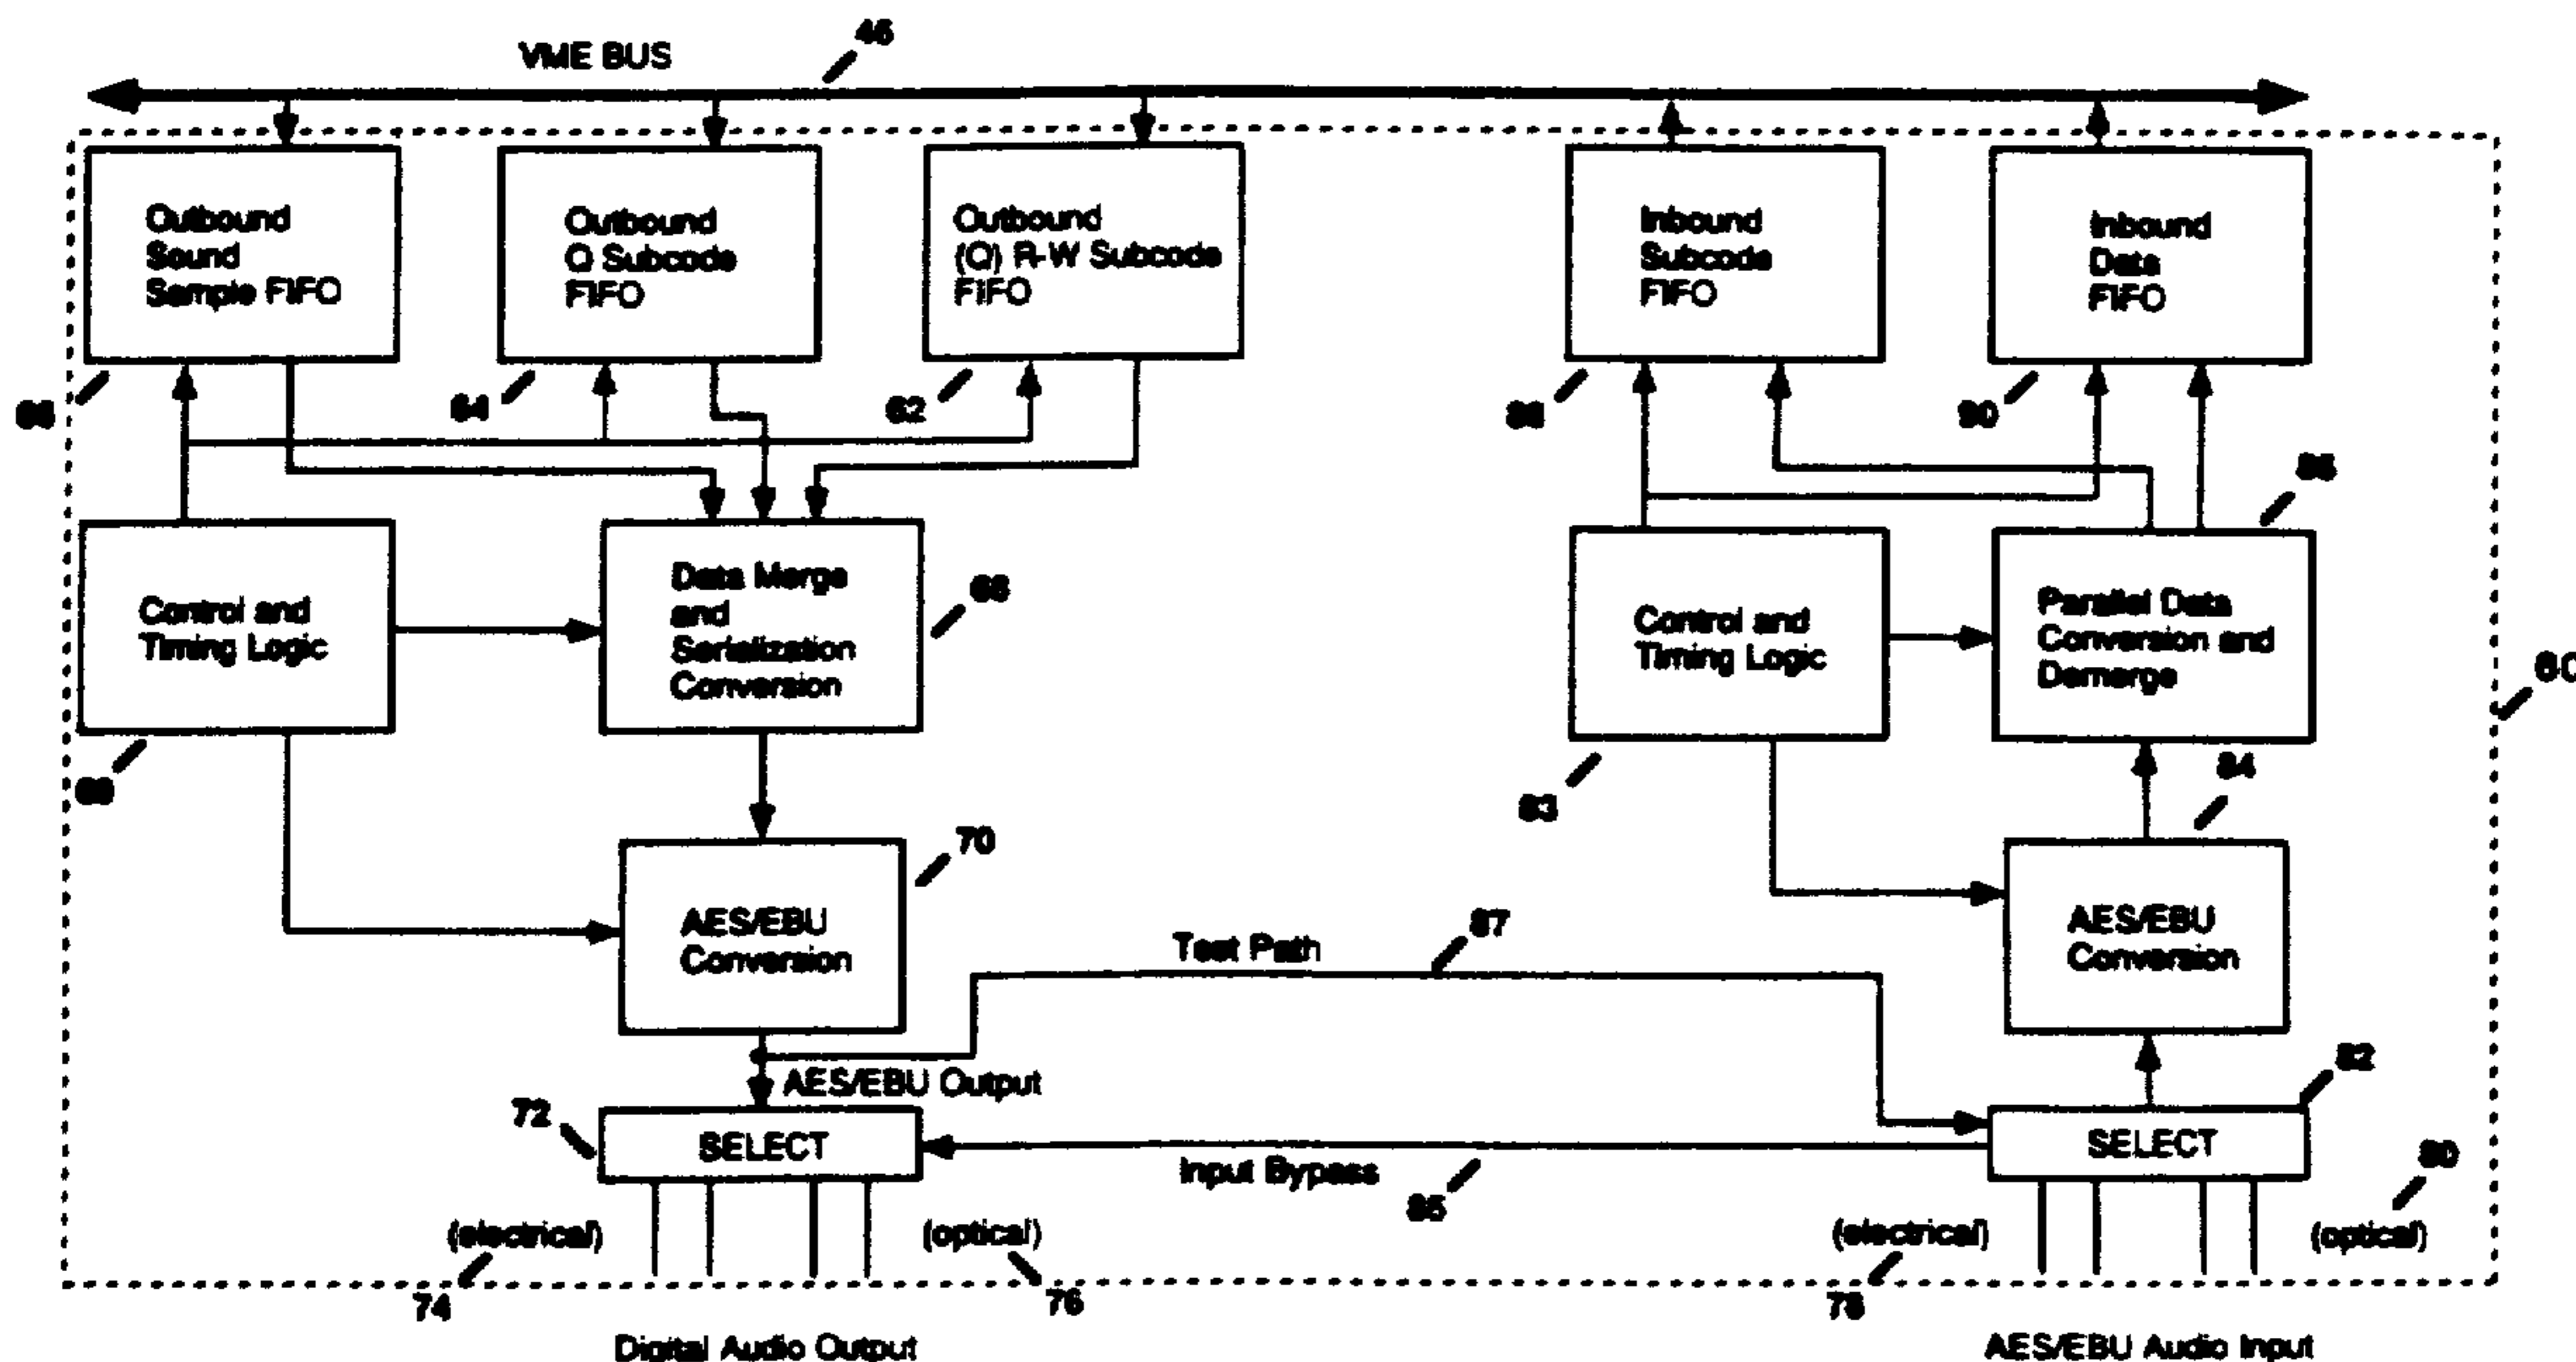 VME BUS
Outbound
Sound
Sample FIFO
Outbound
Q Subcode
FIFO
Outbound
(Q) R-W Subcode
FIFO
Inbound
Subcode
FIFO
Inbound
Data
FIFO
64
62
90
Control and
Timing Logic
Data Merge
and
Serialization
Conversion
68
Control and
Timing Logic
Parallel Data
Conversion and
Demerge
83
84
70
AES/EBU
Conversion
AES/EBU
Conversion
Test Path
87
AES/EBU Output
82
72
SELECT
SELECT
Input Bypass
85
80
(electrical)
(optical)
(electrical)
(optical)
74
76
78
Digital Audio Output
AES/EBU Audio Input